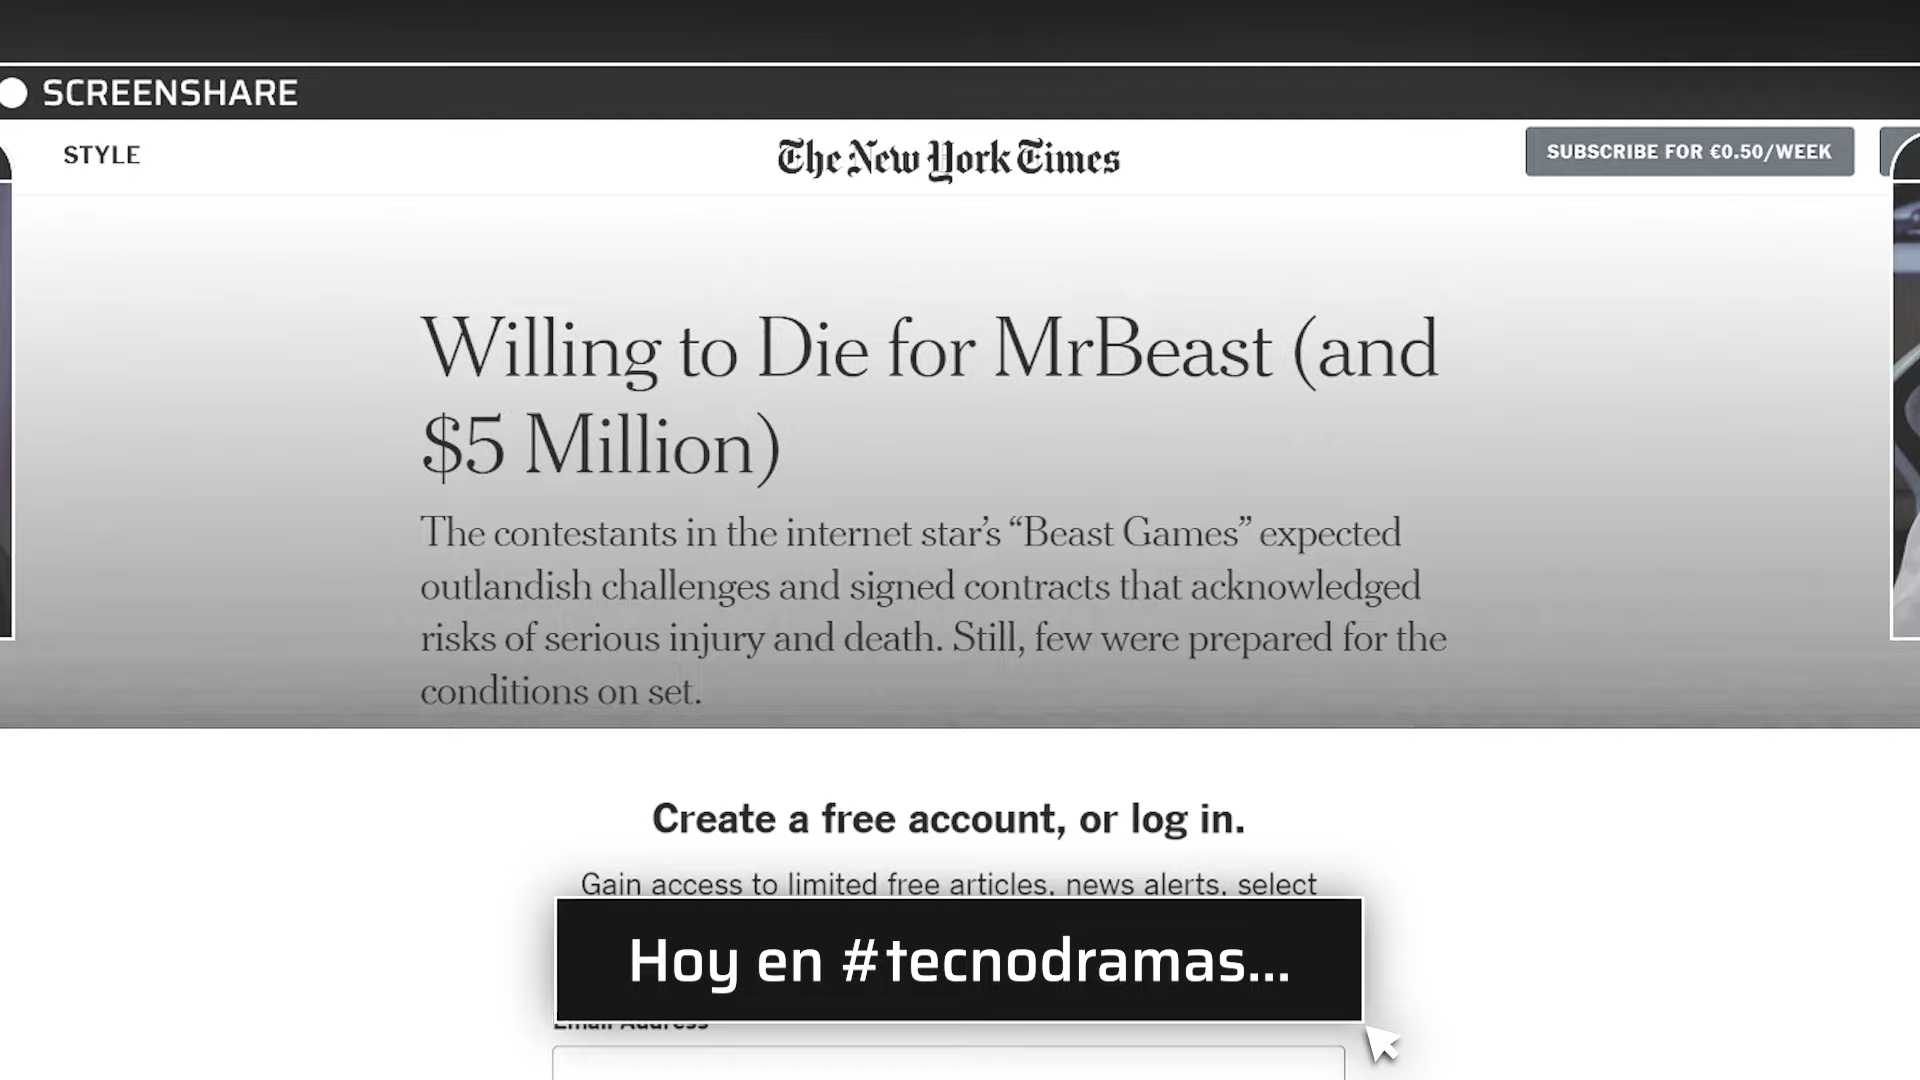 SCREENSHARE
STYLE
The New York Times
SUBSCRIBE FOR €0.50/WEEK
Willing to Die for MrBeast (and
$5 Million)
The contestants in the internet star’s “Beast Games” expected
outlandish challenges and signed contracts that acknowledged
risks of serious injury and death. Still, few were prepared for the
conditions on set.
Create a free account, or log in.
Gain access to limited free articles, news alerts, select
Hoy en #tecnodramas...
Email Address